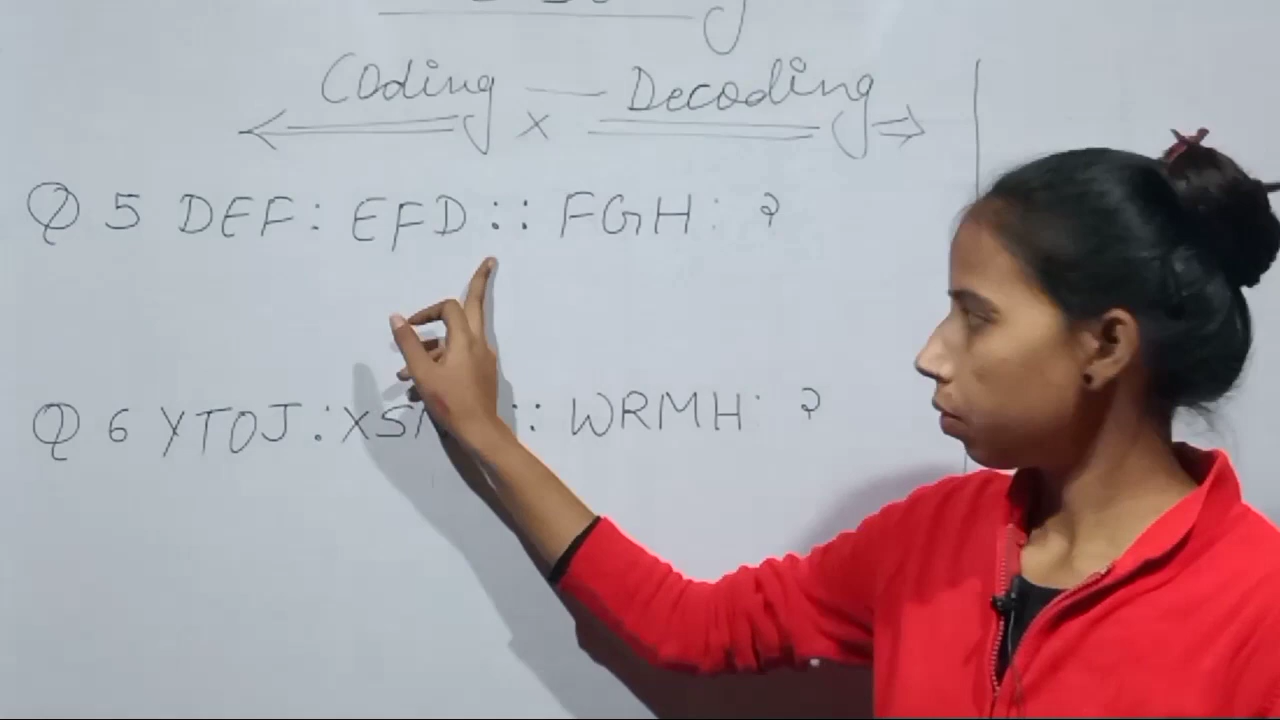 Coding — Decoding
x
Q 5 DEF : EFD :: FGH : ?
Q 6 YTOJ : XS :: WRMH : ?